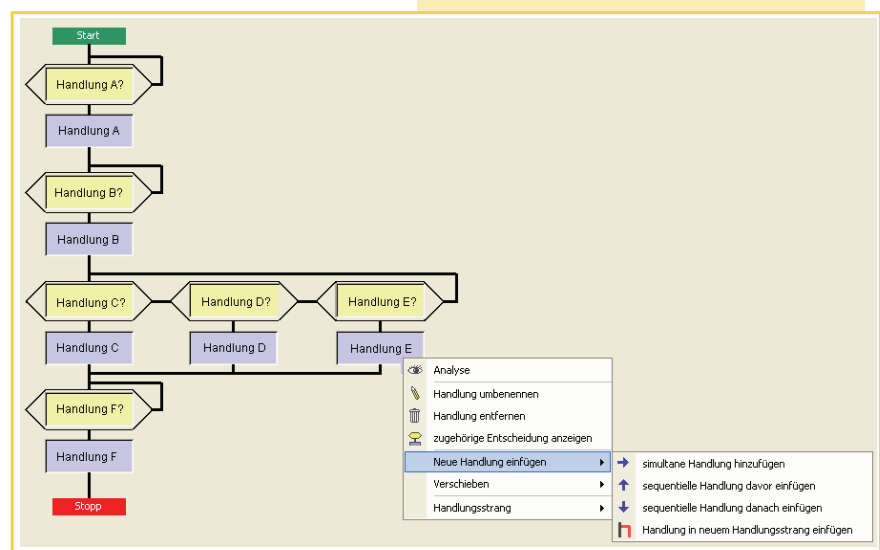 Start
Handlung A?
Handlung A
Handlung B?
Handlung B
Handlung C?
Handlung D?
Handlung E?
Handlung C
Handlung D
Handlung E
Handlung F?
Handlung F
Stopp
Analyse
Handlung umbenennen
Handlung entfernen
zugehörige Entscheidung anzeigen
Neue Handlung einfügen
Verschieben
Handlungsstrang
simultane Handlung hinzufügen
sequentielle Handlung davor einfügen
sequentielle Handlung danach einfügen
Handlung in neuem Handlungsstrang einfügen